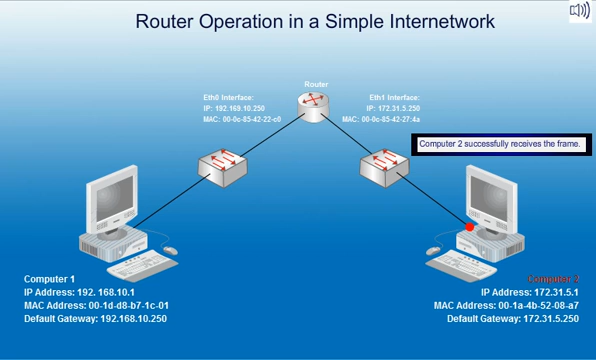 Router Operation in a Simple Internetwork
Router
Eth0 Interface:
IP: 192.168.10.250
MAC: 00-0c-85-42-22-c0
Eth1 Interface:
IP: 172.31.5.250
MAC: 00-0c-85-42-27-4a
Computer 2 successfully receives the frame.
Computer 1
IP Address: 192. 168.10.1
MAC Address: 00-1d-d8-b7-1c-01
Default Gateway: 192.168.10.250
Computer 2
IP Address: 172.31.5.1
MAC Address: 00-1a-4b-52-08-a7
Default Gateway: 172.31.5.250